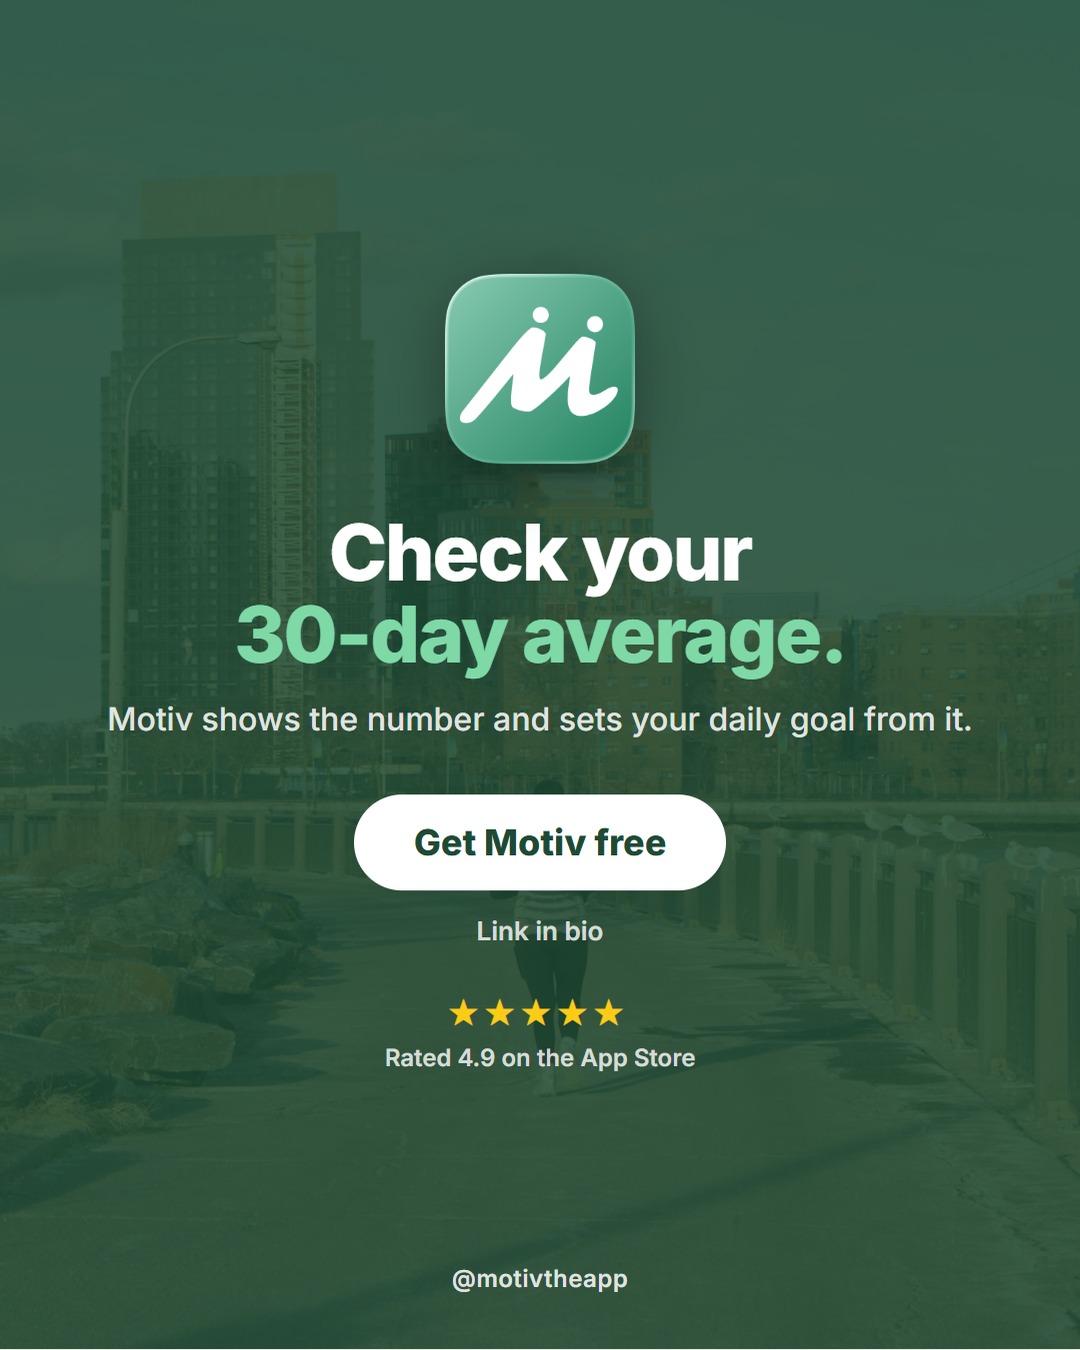 Check your
30-day average.
Motiv shows the number and sets your daily goal from it.
Get Motiv free
Link in bio
★★★★★
Rated 4.9 on the App Store
@motivtheapp